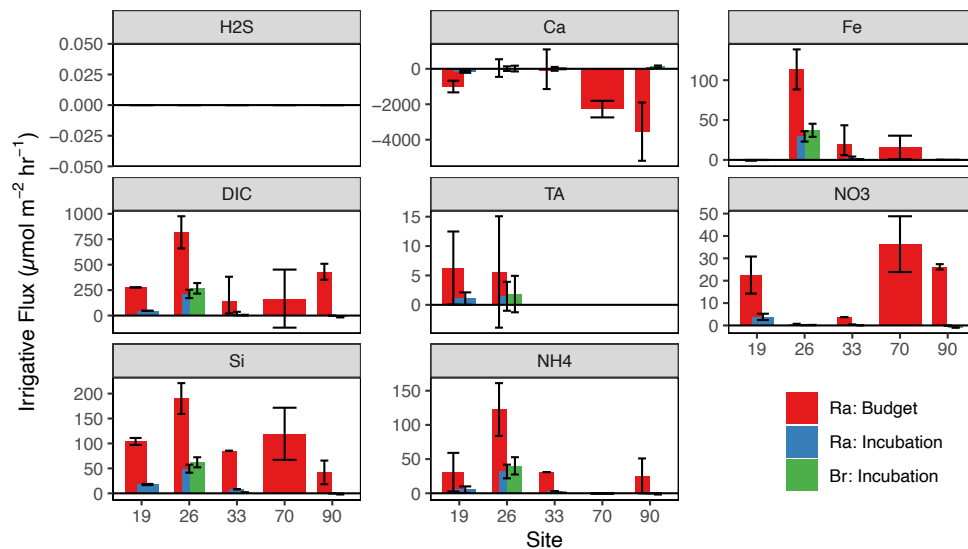 H2S
Ca
Fe
0.050
0.025
0.000
−0.025
−0.050
0
−2000
−4000
100
50
0
DIC
TA
NO3
1000
750
500
250
0
15
10
5
0
50
40
30
20
10
0
19 26 33 70 90
Si
NH4
200
150
100
50
0
150
100
50
0
19 26 33 70 90
19 26 33 70 90
Irrigative Flux (µmol m⁻² hr⁻¹)
Site
Ra: Budget
Ra: Incubation
Br: Incubation